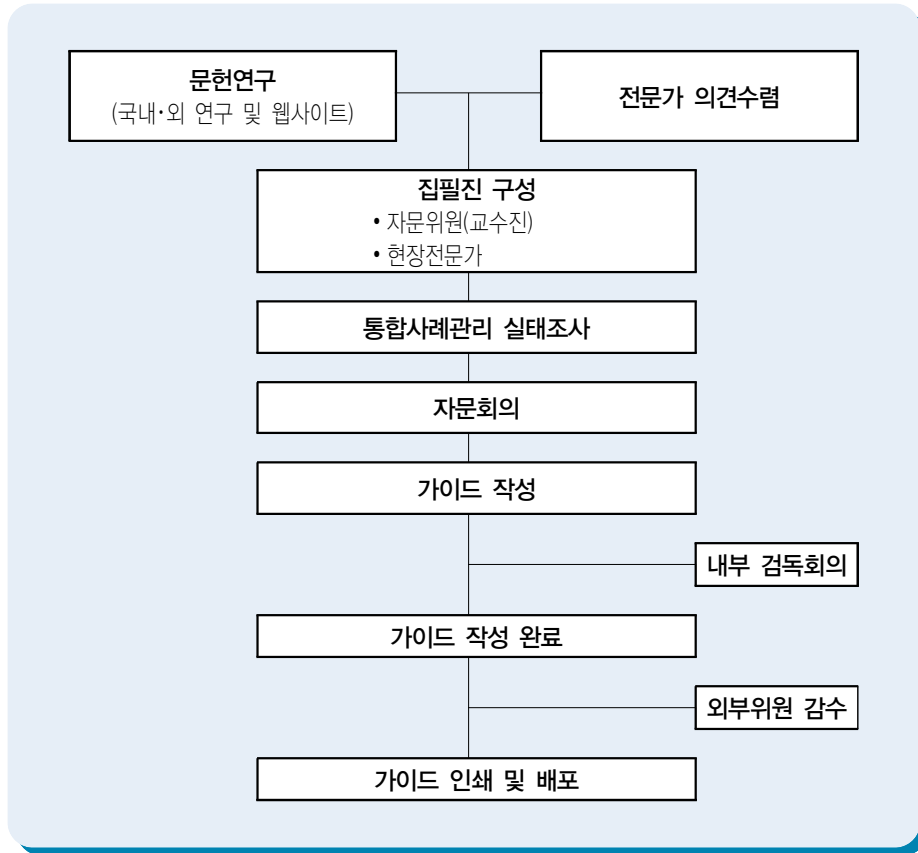 문헌연구
(국내·외 연구 및 웹사이트)
전문가 의견수렴
집필진 구성
• 자문위원(교수진)
• 현장전문가
통합사례관리 실태조사
자문회의
가이드 작성
내부 검독회의
가이드 작성 완료
외부위원 감수
가이드 인쇄 및 배포